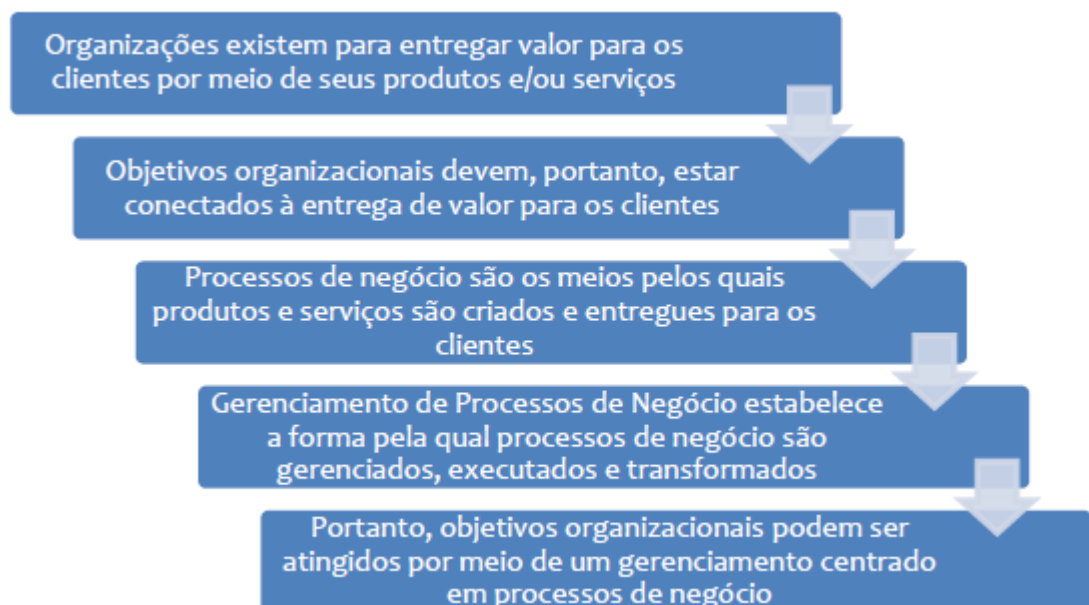 Organizações existem para entregar valor para os
clientes por meio de seus produtos e/ou serviços
Objetivos organizacionais devem, portanto, estar
conectados à entrega de valor para os clientes
Processos de negócio são os meios pelos quais
produtos e serviços são criados e entregues para os
clientes
Gerenciamento de Processos de Negócio estabelece
a forma pela qual processos de negócio são
gerenciados, executados e transformados
Portanto, objetivos organizacionais podem ser
atingidos por meio de um gerenciamento centrado
em processos de negócio